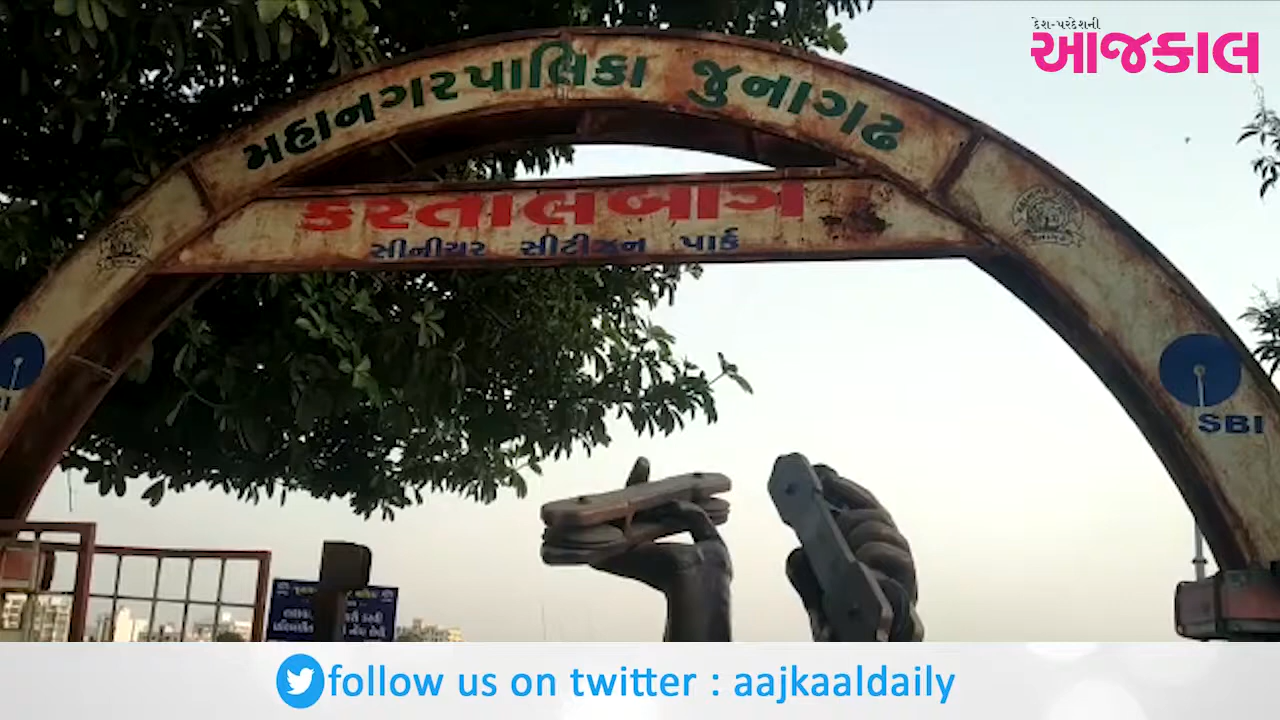 દેશ-પરદેશની
આજકાલ
મહાનગરપાલિકા જુનાગઢ
કરતાલબાગ
સીનીયર સીટીઝન પાર્ક
SBI
follow us on twitter : aajkaaldaily